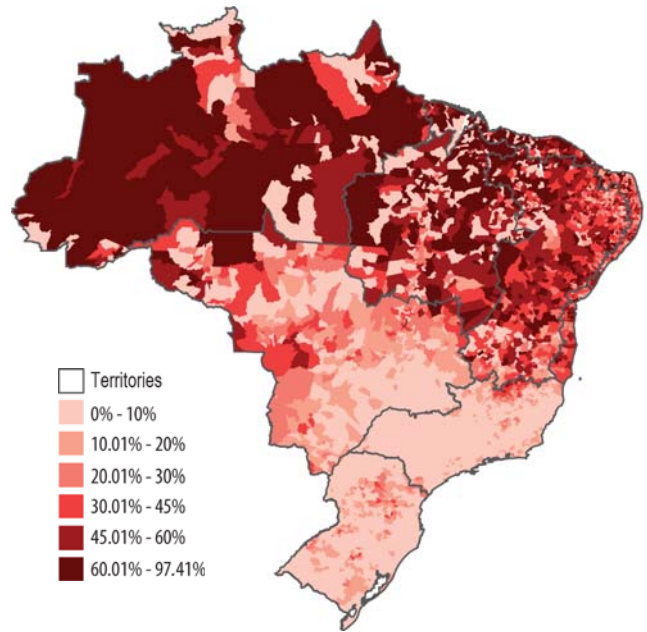 Territories
0% - 10%
10.01% - 20%
20.01% - 30%
30.01% - 45%
45.01% - 60%
60.01% - 97.41%